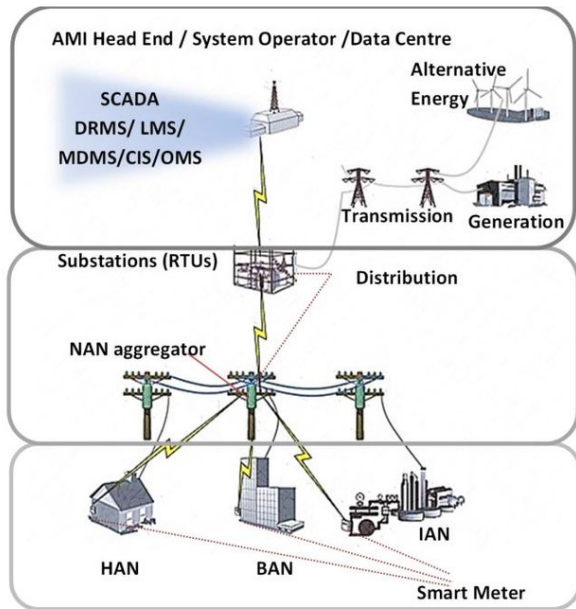 AMI Head End / System Operator /Data Centre
SCADA
DRMS/ LMS/
MDMS/CIS/OMS
Alternative
Energy
Transmission
Generation
Substations (RTUs)
Distribution
NAN aggregator
HAN
BAN
IAN
Smart Meter